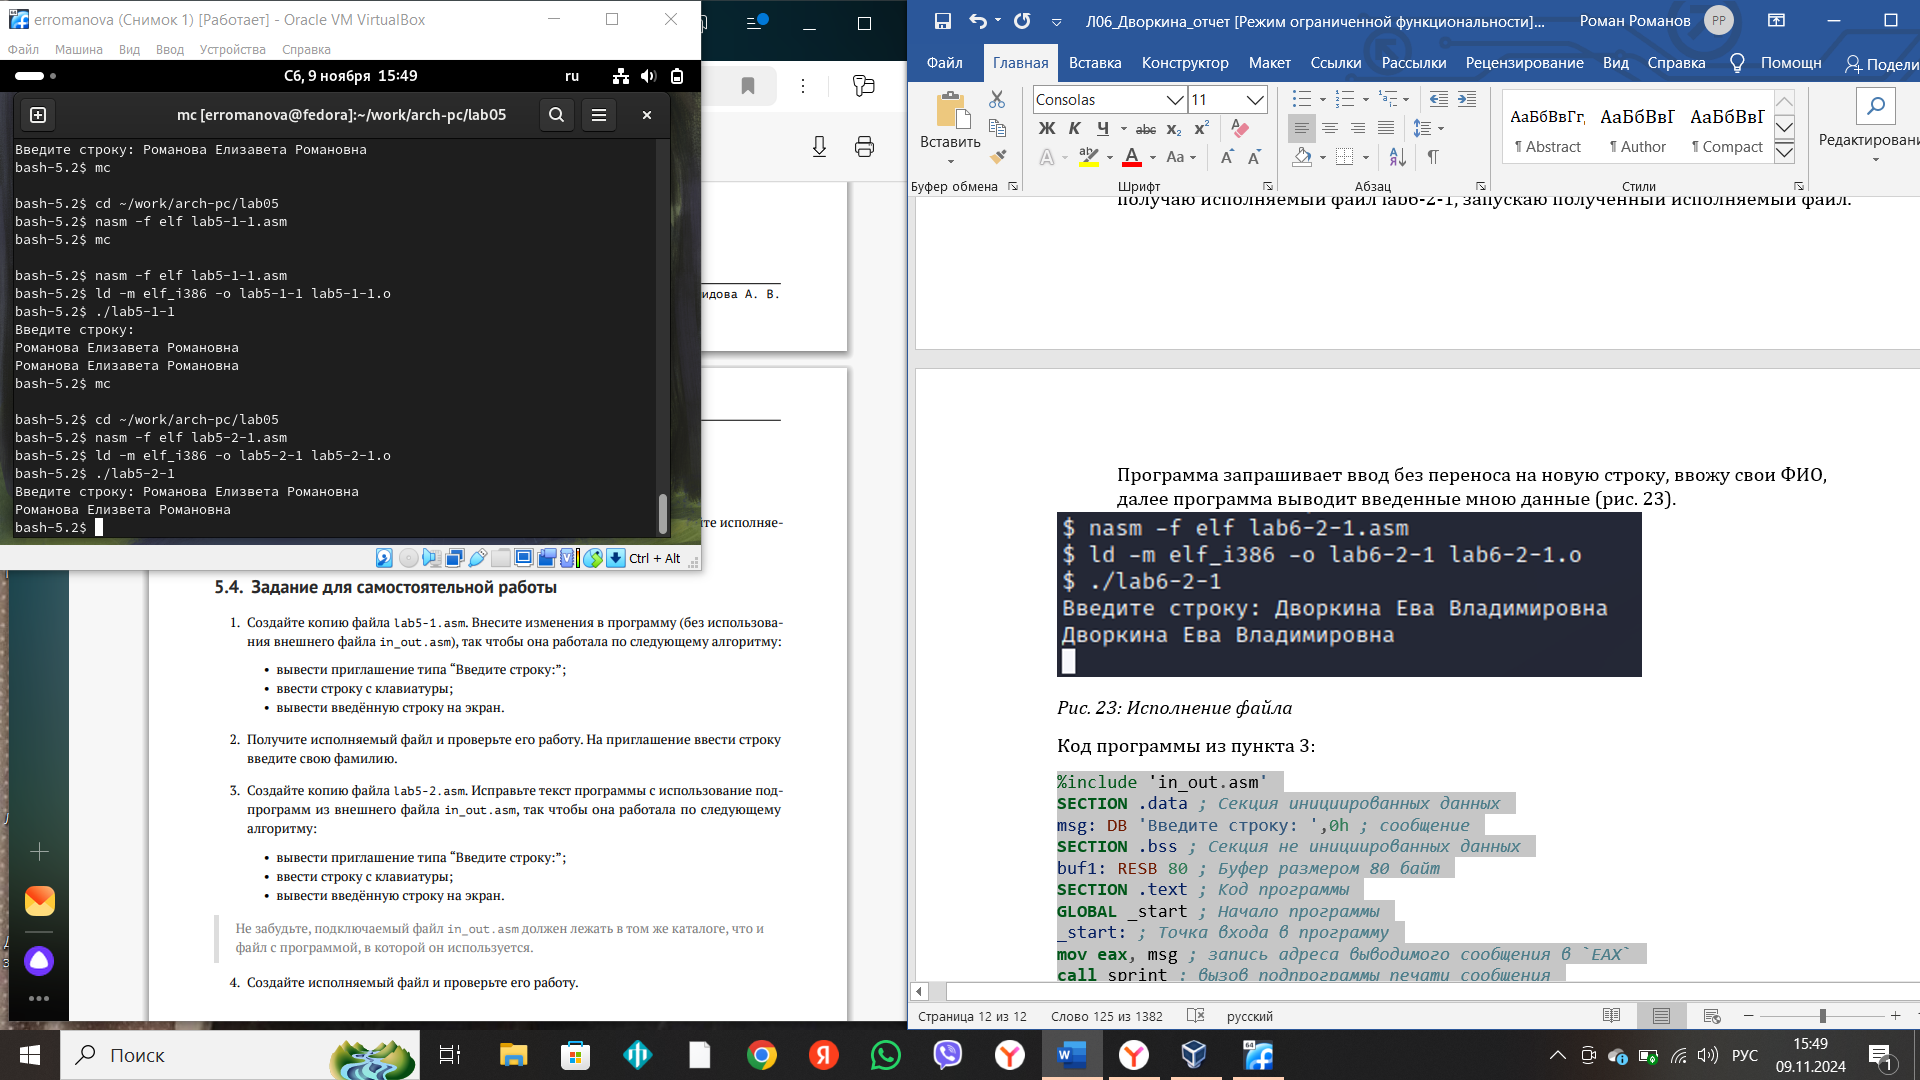 erromanova (Снимок 1) [Работает] - Oracle VM VirtualBox
Файл Машина Вид Ввод Устройства Справка
Сб, 9 ноября 15:49
ru
mc [erromanova@fedora]:~/work/arch-pc/lab05
Введите строку: Романова Елизавета Романовна
bash-5.2$ mc
bash-5.2$ cd ~/work/arch-pc/lab05
bash-5.2$ nasm -f elf lab5-1-1.asm
bash-5.2$ mc
bash-5.2$ nasm -f elf lab5-1-1.asm
bash-5.2$ ld -m elf_i386 -o lab5-1-1 lab5-1-1.o
bash-5.2$ ./lab5-1-1
Введите строку:
Романова Елизавета Романовна
Романова Елизавета Романовна
bash-5.2$ mc
bash-5.2$ cd ~/work/arch-pc/lab05
bash-5.2$ nasm -f elf lab5-2-1.asm
bash-5.2$ ld -m elf_i386 -o lab5-2-1 lab5-2-1.o
bash-5.2$ ./lab5-2-1
Введите строку: Романова Елизвета Романовна
Романова Елизвета Романовна
bash-5.2$
Ctrl + Alt
идова А. В.
те исполняе-
5.4. Задание для самостоятельной работы
1. Создайте копию файла lab5-1.asm. Внесите изменения в программу (без использова-
ния внешнего файла in_out.asm), так чтобы она работала по следующему алгоритму:
• вывести приглашение типа “Введите строку:”;
• ввести строку с клавиатуры;
• вывести введённую строку на экран.
2. Получите исполняемый файл и проверьте его работу. На приглашение ввести строку
введите свою фамилию.
3. Создайте копию файла lab5-2.asm. Исправьте текст программы с использование под-
программ из внешнего файла in_out.asm, так чтобы она работала по следующему
алгоритму:
• вывести приглашение типа “Введите строку:”;
• ввести строку с клавиатуры;
• вывести введённую строку на экран.
Не забудьте, подключаемый файл in_out.asm должен лежать в том же каталоге, что и
файл с программой, в которой он используется.
4. Создайте исполняемый файл и проверьте его работу.
Л06_Дворкина_отчет [Режим ограниченной функциональности]...
Роман Романов
РР
Файл Главная Вставка Конструктор Макет Ссылки Рассылки Рецензирование Вид Справка Помощн Подели
Вставить
Consolas
11
Ж К Ч abc x₂ x²
А А Аа А А
АаБбВвГг, АаБбВвГ АаБбВвГ
¶ Abstract ¶ Author ¶ Compact
Редактировани
Буфер обмена Шрифт Абзац Стили
получаю исполняемый файл lab6-2-1, запускаю полученный исполняемый файл.
Программа запрашивает ввод без переноса на новую строку, ввожу свои ФИО,
далее программа выводит введенные мною данные (рис. 23).
$ nasm -f elf lab6-2-1.asm
$ ld -m elf_i386 -o lab6-2-1 lab6-2-1.o
$ ./lab6-2-1
Введите строку: Дворкина Ева Владимировна
Дворкина Ева Владимировна
Рис. 23: Исполнение файла
Код программы из пункта 3:
%include 'in_out.asm'
SECTION .data ; Секция инициированных данных
msg: DB 'Введите строку: ',0h ; сообщение
SECTION .bss ; Секция не инициированных данных
buf1: RESB 80 ; Буфер размером 80 байт
SECTION .text ; Код программы
GLOBAL _start ; Начало программы
_start: ; Точка входа в программу
mov eax, msg ; запись адреса выводимого сообщения в `EAX`
call sprint ; вызов подпрограммы печати сообщения
Страница 12 из 12 Слово 125 из 1382 русский
Поиск
РУС
15:49
09.11.2024
1